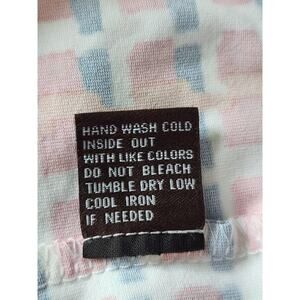 HAND WASH COLD
INSIDE OUT
WITH LIKE COLORS
DO NOT BLEACH
TUMBLE DRY LOW
COOL IRON
IF NEEDED